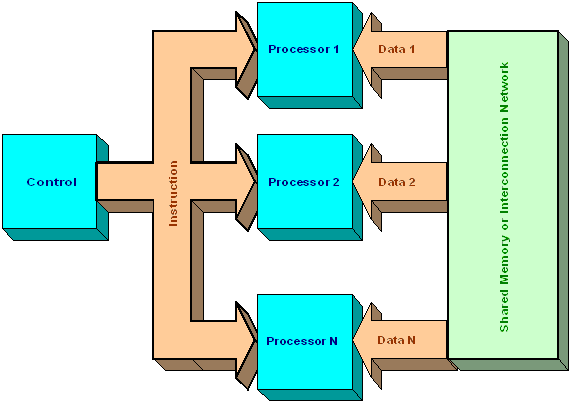 Control
Instruction
Processor 1
Data 1
Processor 2
Data 2
Processor N
Data N
Shared Memory or Interconnection Network